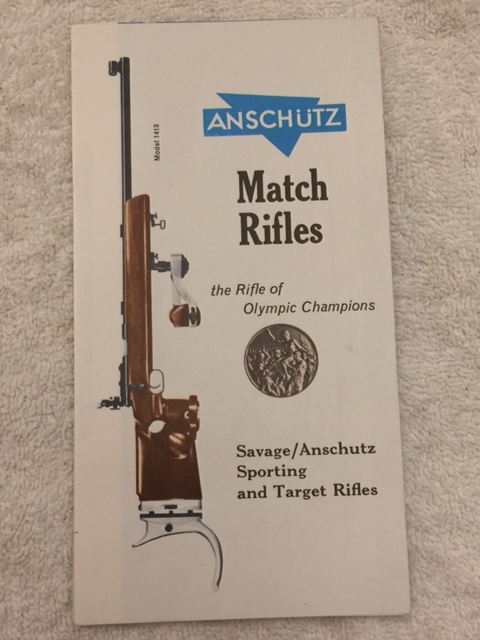 ANSCHÜTZ
Model 1413
Match
Rifles
the Rifle of
Olympic Champions
Savage/Anschutz
Sporting
and Target Rifles